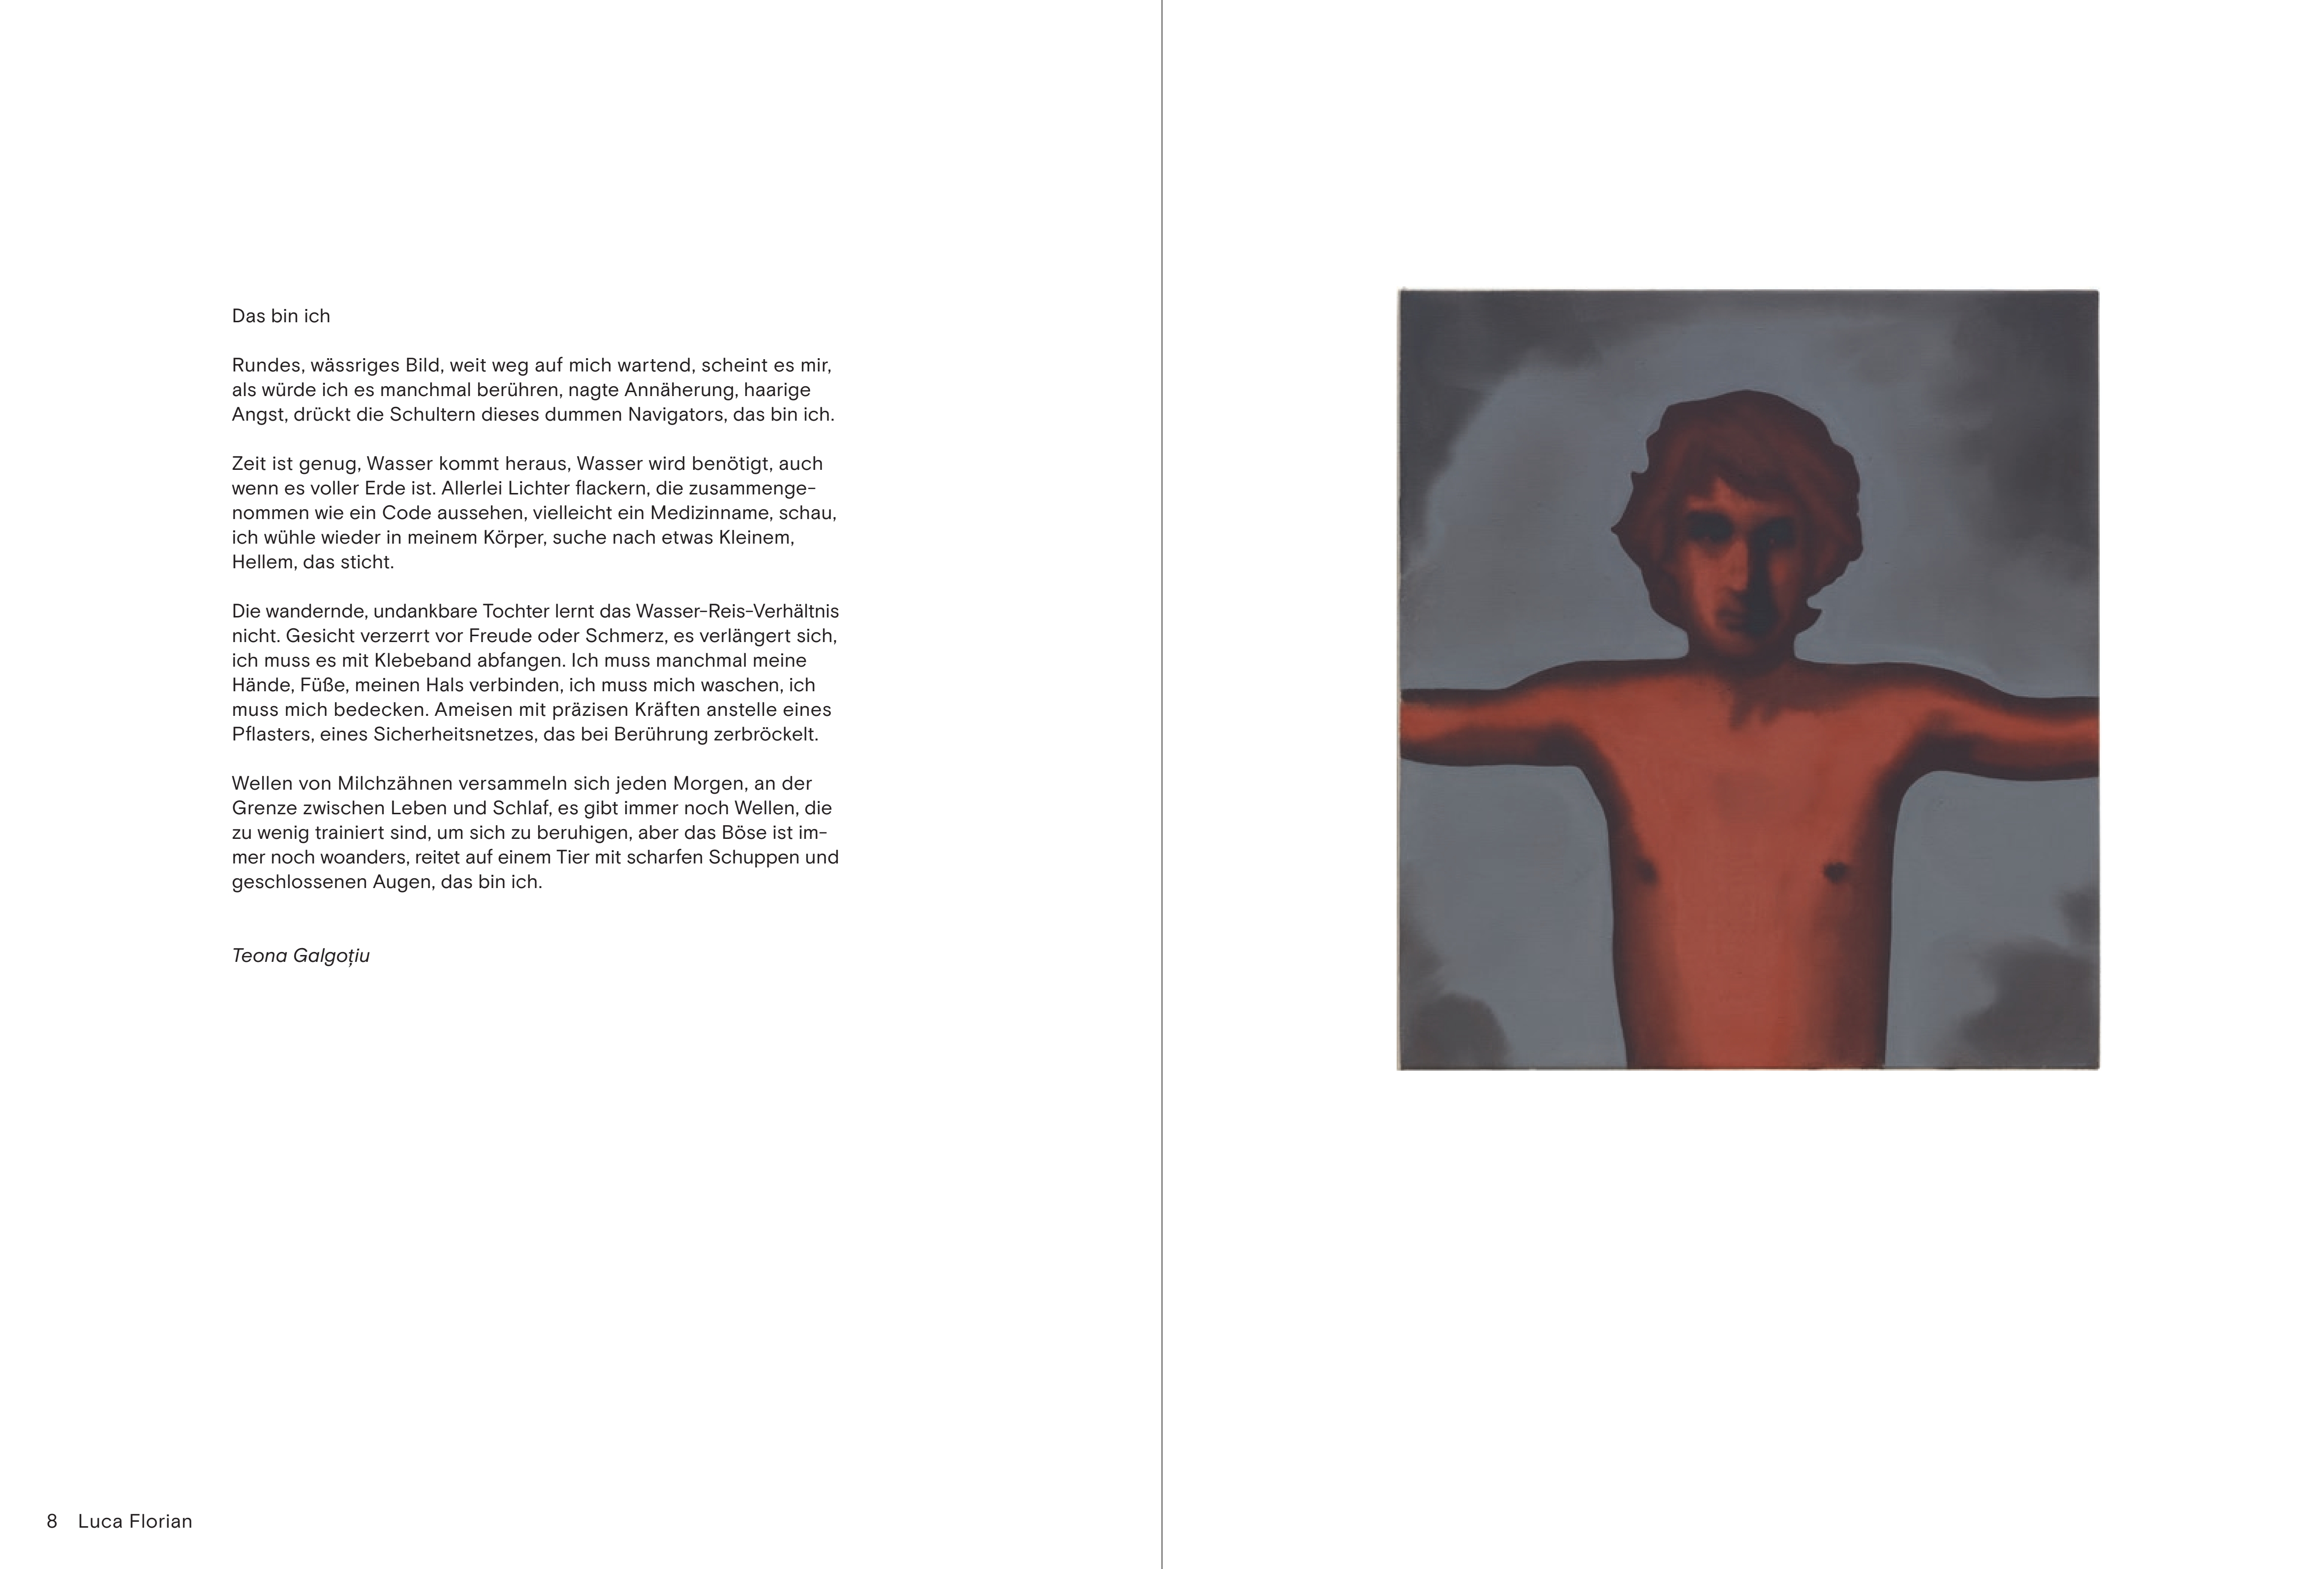 Das bin ich
Rundes, wässriges Bild, weit weg auf mich wartend, scheint es mir,
als würde ich es manchmal berühren, nagte Annäherung, haarige
Angst, drückt die Schultern dieses dummen Navigators, das bin ich.
Zeit ist genug, Wasser kommt heraus, Wasser wird benötigt, auch
wenn es voller Erde ist. Allerlei Lichter flackern, die zusammenge-
nommen wie ein Code aussehen, vielleicht ein Medizinname, schau,
ich wühle wieder in meinem Körper, suche nach etwas Kleinem,
Hellem, das sticht.
Die wandernde, undankbare Tochter lernt das Wasser-Reis-Verhältnis
nicht. Gesicht verzerrt vor Freude oder Schmerz, es verlängert sich,
ich muss es mit Klebeband abfangen. Ich muss manchmal meine
Hände, Füße, meinen Hals verbinden, ich muss mich waschen, ich
muss mich bedecken. Ameisen mit präzisen Kräften anstelle eines
Pflasters, eines Sicherheitsnetzes, das bei Berührung zerbröckelt.
Wellen von Milchzähnen versammeln sich jeden Morgen, an der
Grenze zwischen Leben und Schlaf, es gibt immer noch Wellen, die
zu wenig trainiert sind, um sich zu beruhigen, aber das Böse ist im-
mer noch woanders, reitet auf einem Tier mit scharfen Schuppen und
geschlossenen Augen, das bin ich.
Teona Galgoțiu
8 Luca Florian